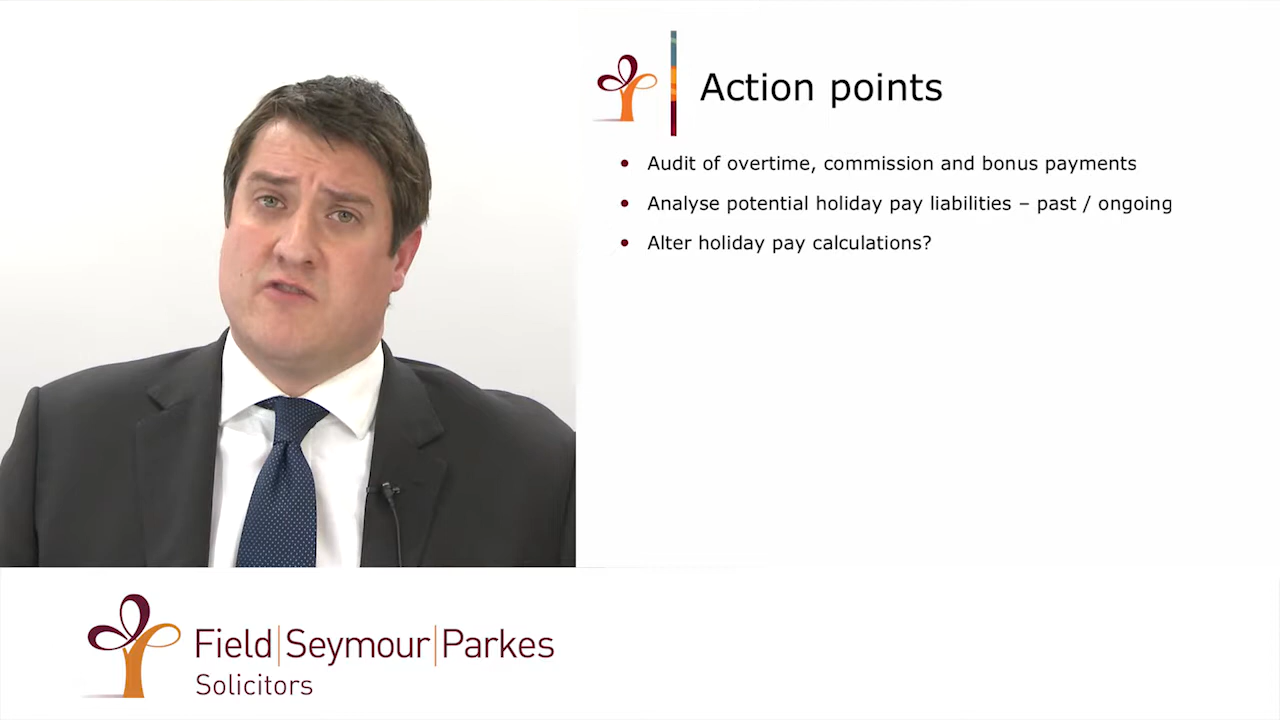 Action points
• Audit of overtime, commission and bonus payments
• Analyse potential holiday pay liabilities – past / ongoing
• Alter holiday pay calculations?
Field|Seymour|Parkes
Solicitors